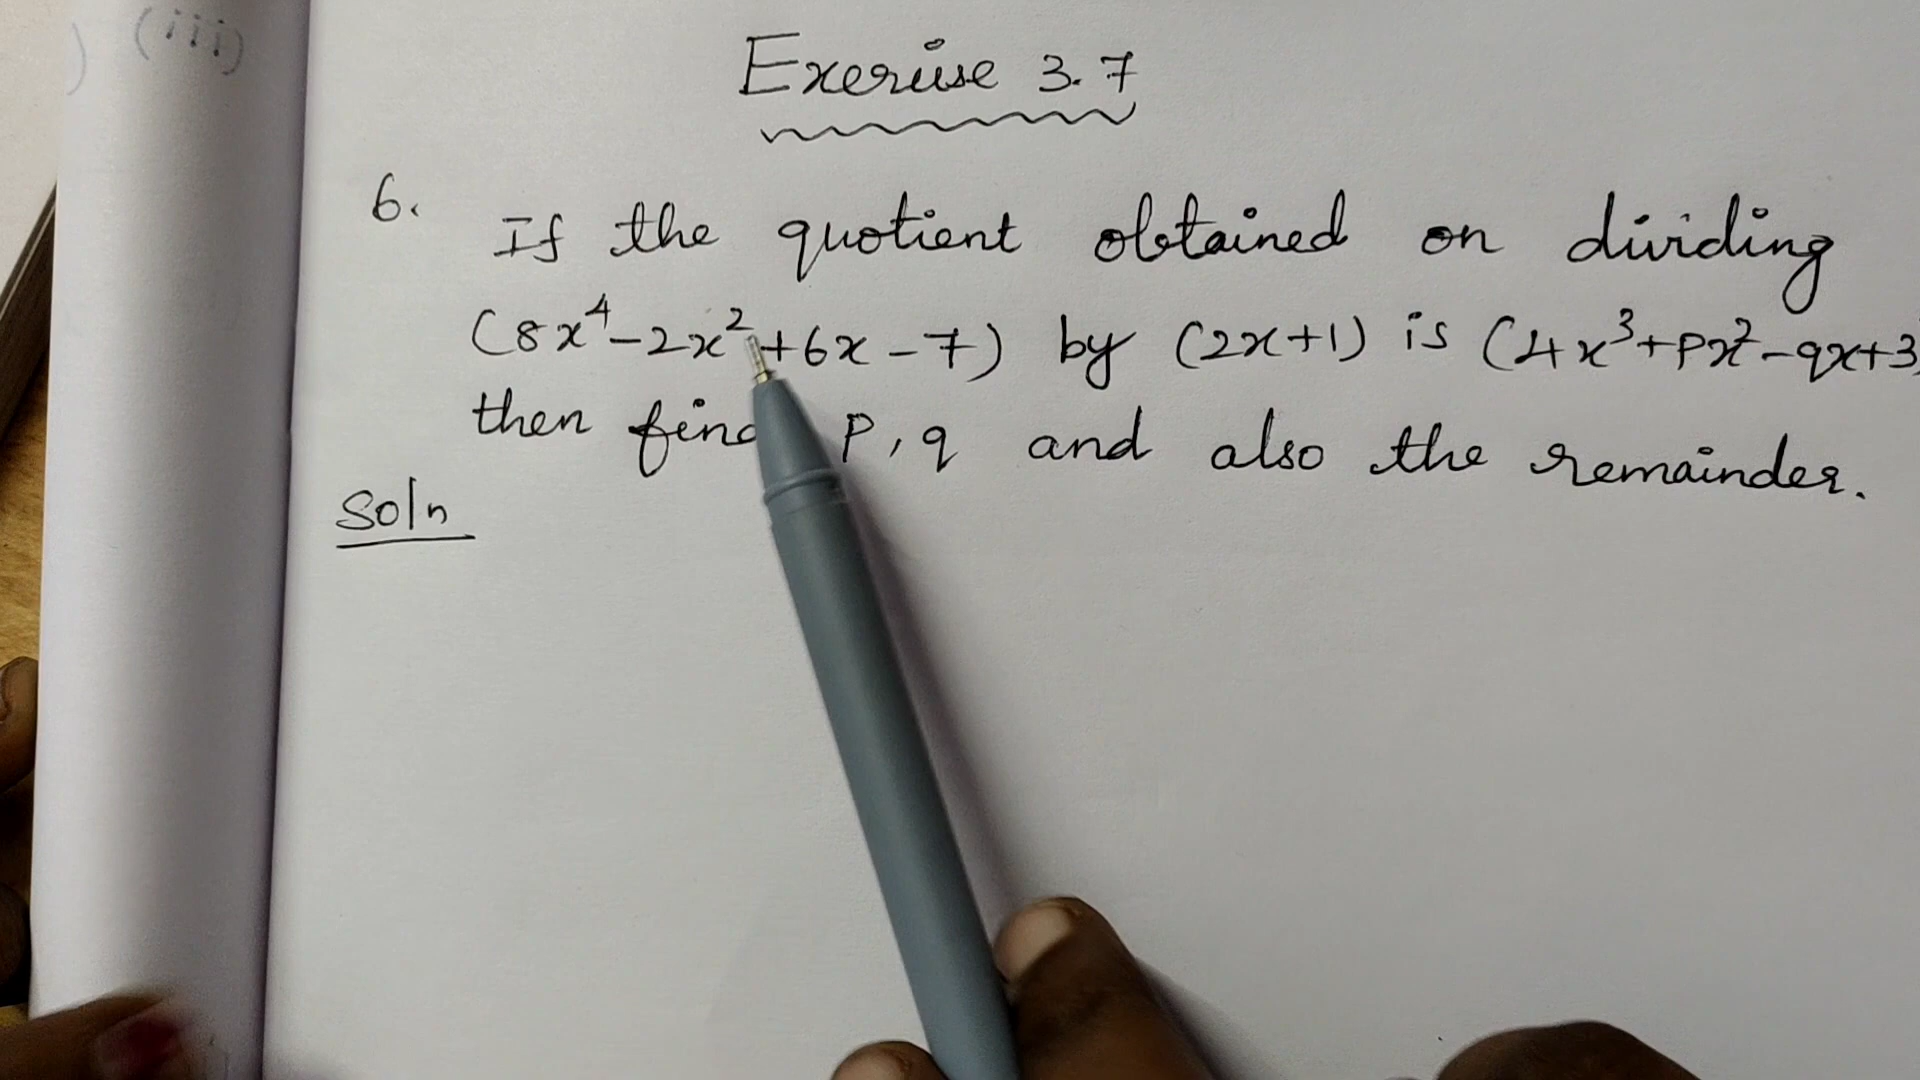 ) (iii)
Exercise 3.7
6. If the quotient obtained on dividing
(8x⁴-2x²+6x-7) by (2x+1) is (4x³+px²-qx+3)
then find P, q and also the remainder.
Soln